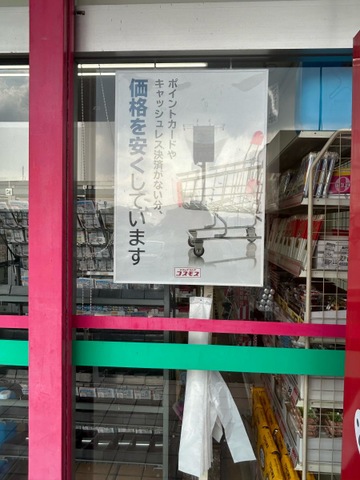 ポイントカードや
キャッシュレス決済がない分、
価格を安くしています
コスモス